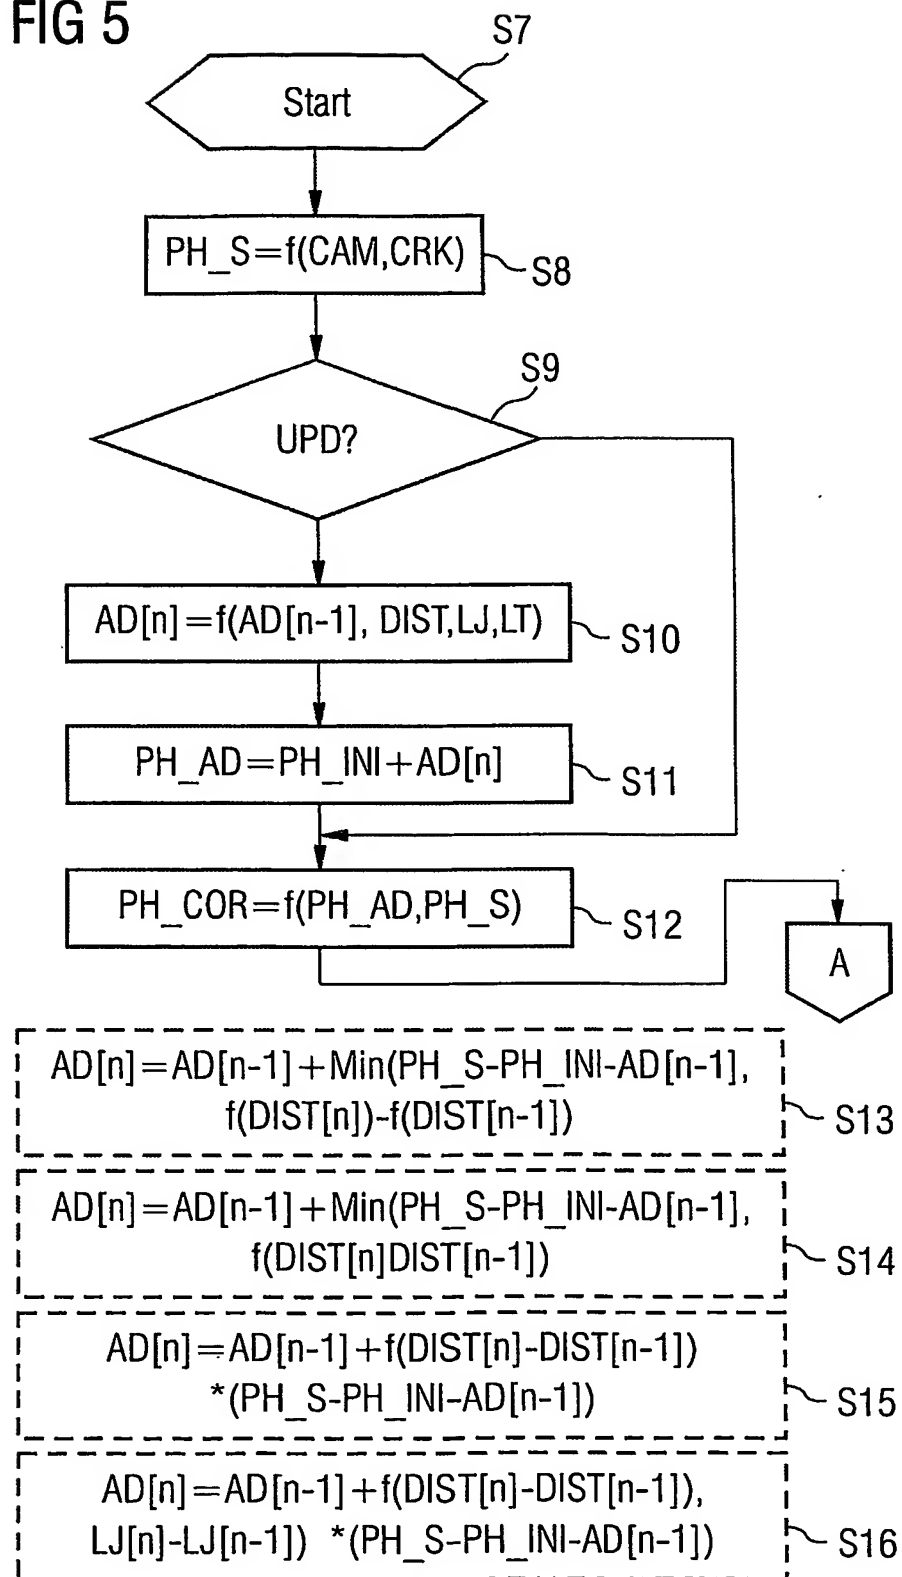 FIG 5
S7
Start
PH_S=f(CAM,CRK)
S8
S9
UPD?
AD[n]=f(AD[n-1], DIST,LJ,LT)
S10
PH_AD=PH_INI+AD[n]
S11
PH_COR=f(PH_AD,PH_S)
S12
A
AD[n]=AD[n-1]+Min(PH_S-PH_INI-AD[n-1],
f(DIST[n])-f(DIST[n-1])
S13
AD[n]=AD[n-1]+Min(PH_S-PH_INI-AD[n-1],
f(DIST[n]DIST[n-1])
S14
AD[n]=AD[n-1]+f(DIST[n]-DIST[n-1])
*(PH_S-PH_INI-AD[n-1])
S15
AD[n]=AD[n-1]+f(DIST[n]-DIST[n-1]),
LJ[n]-LJ[n-1]) *(PH_S-PH_INI-AD[n-1])
S16